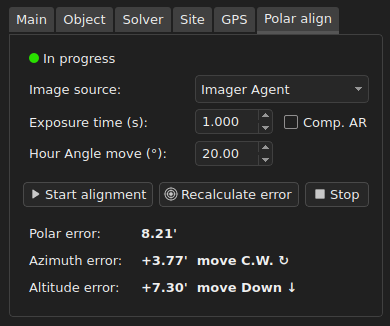 Main Object Solver Site GPS Polar align
In progress
Image source: Imager Agent
Exposure time (s): 1.000 Comp. AR
Hour Angle move (°): 20.00
Start alignment Recalculate error Stop
Polar error: 8.21'
Azimuth error: +3.77' move C.W. ↻
Altitude error: +7.30' move Down ↓